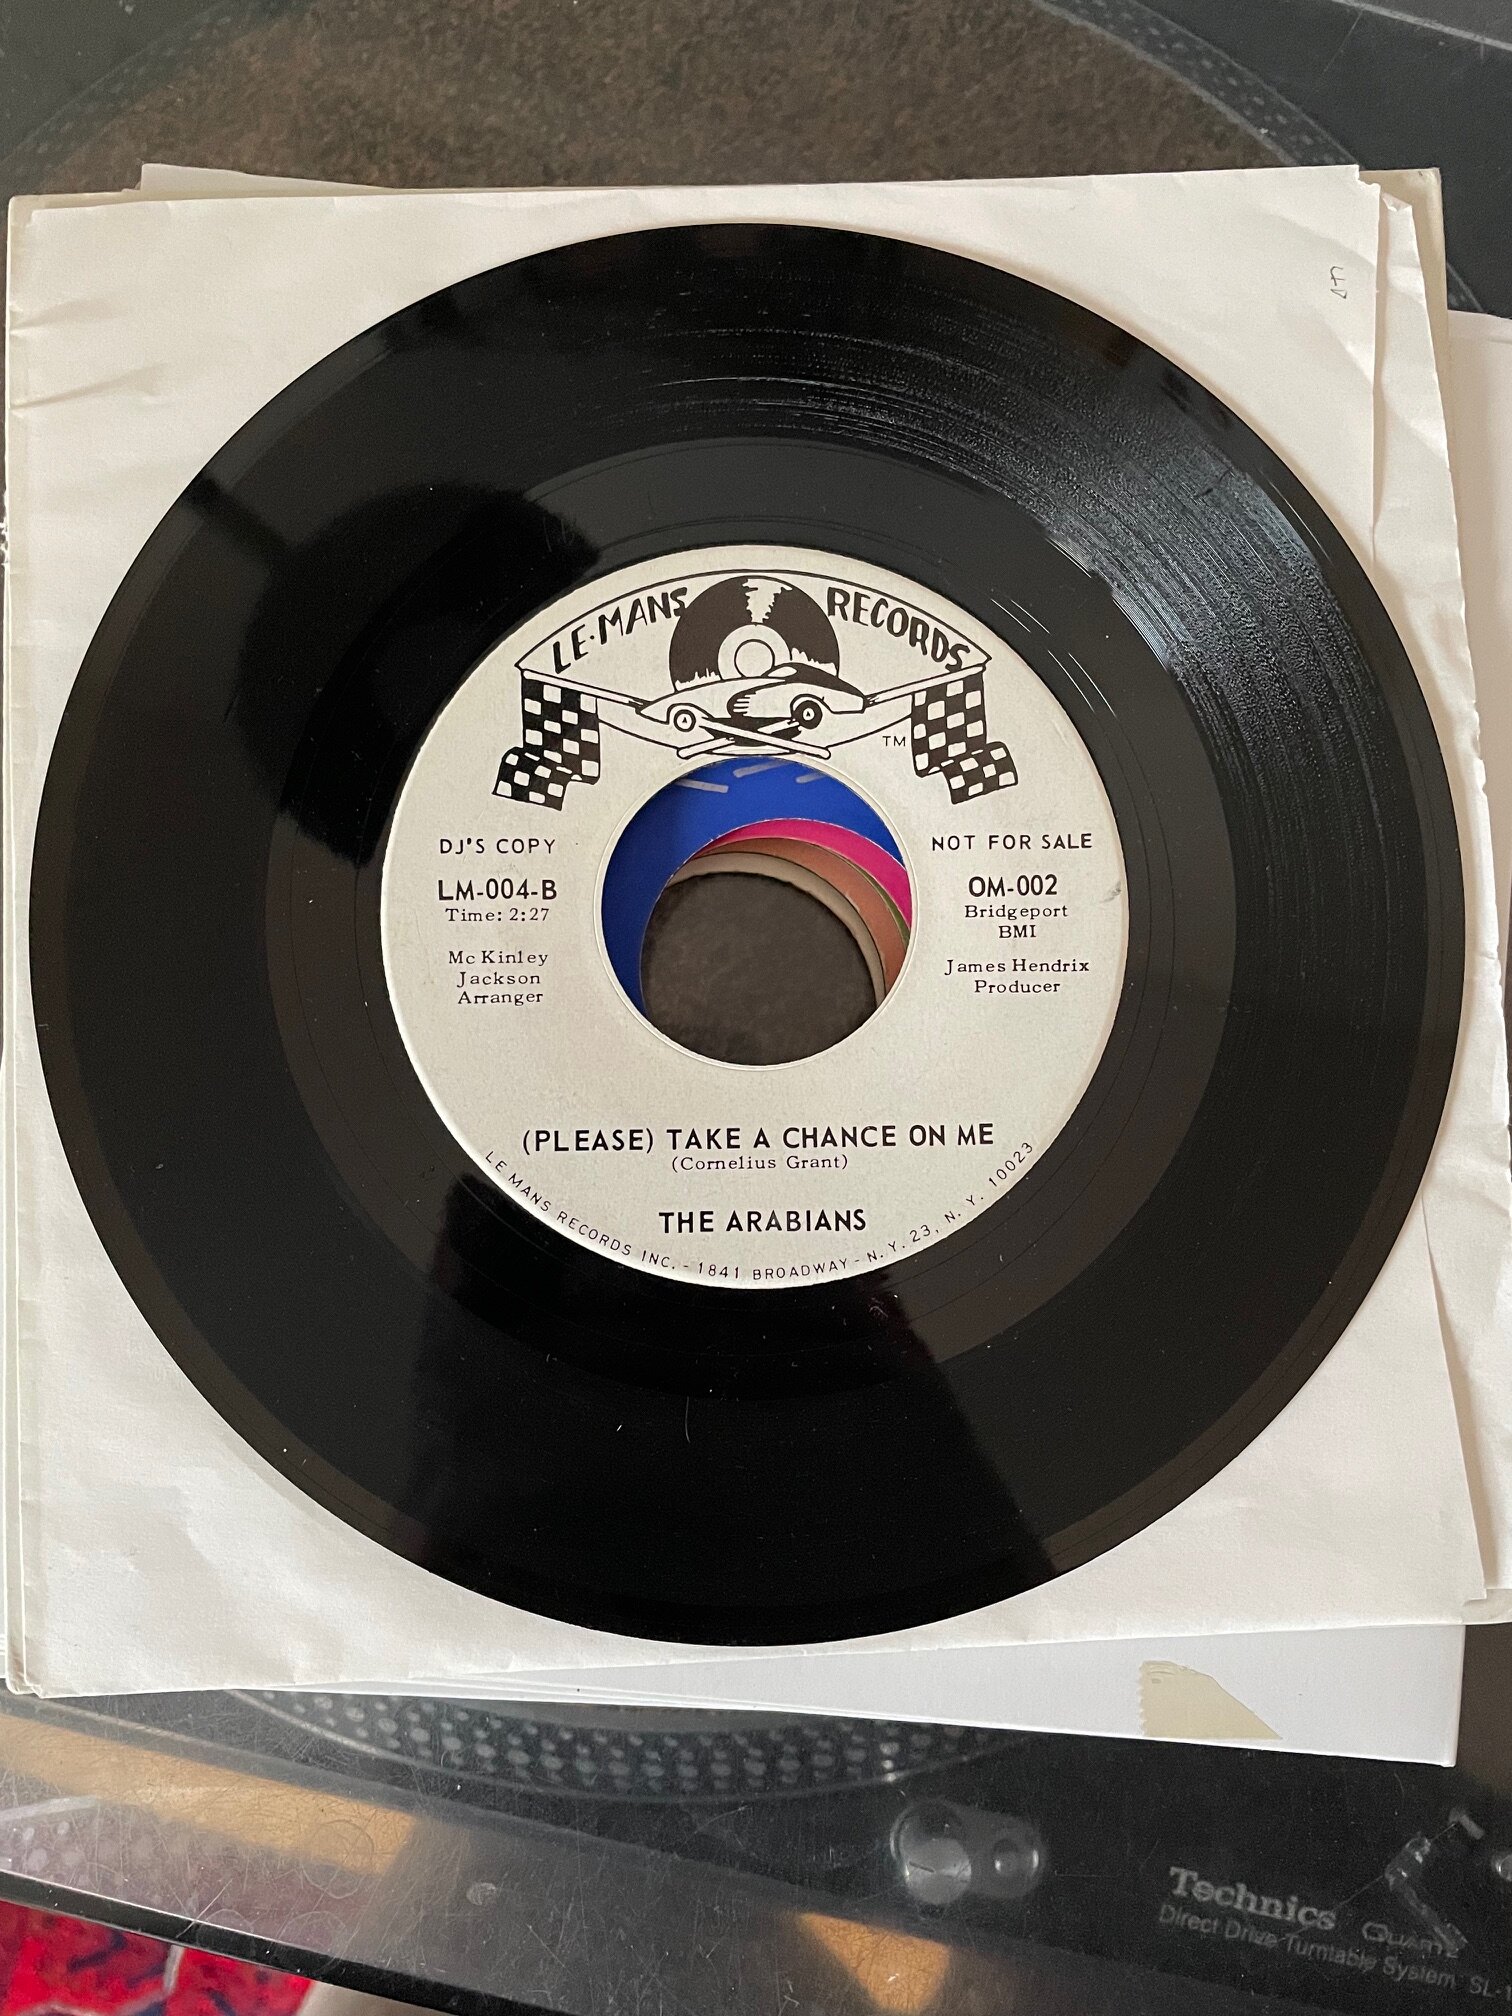 LE·MANS RECORDS
TM
DJ'S COPY
LM-004-B
Time: 2:27
McKinley
Jackson
Arranger
NOT FOR SALE
OM-002
Bridgeport
BMI
James Hendrix
Producer
(PLEASE) TAKE A CHANCE ON ME
(Cornelius Grant)
THE ARABIANS
LE MANS RECORDS INC. - 1841 BROADWAY - N. Y. 23, N. Y. 10023
Technics QUARTZ
Direct Drive Turntable System SL-